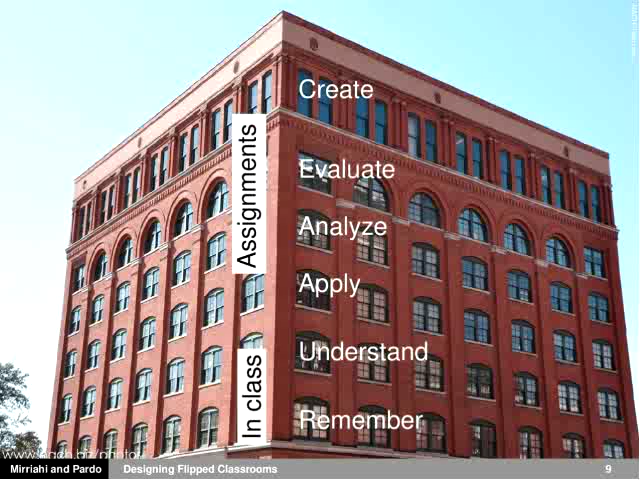 Create
Evaluate
Analyze
Apply
Understand
Remember
Assignments
In class
Mirriahi and Pardo
Designing Flipped Classrooms
9